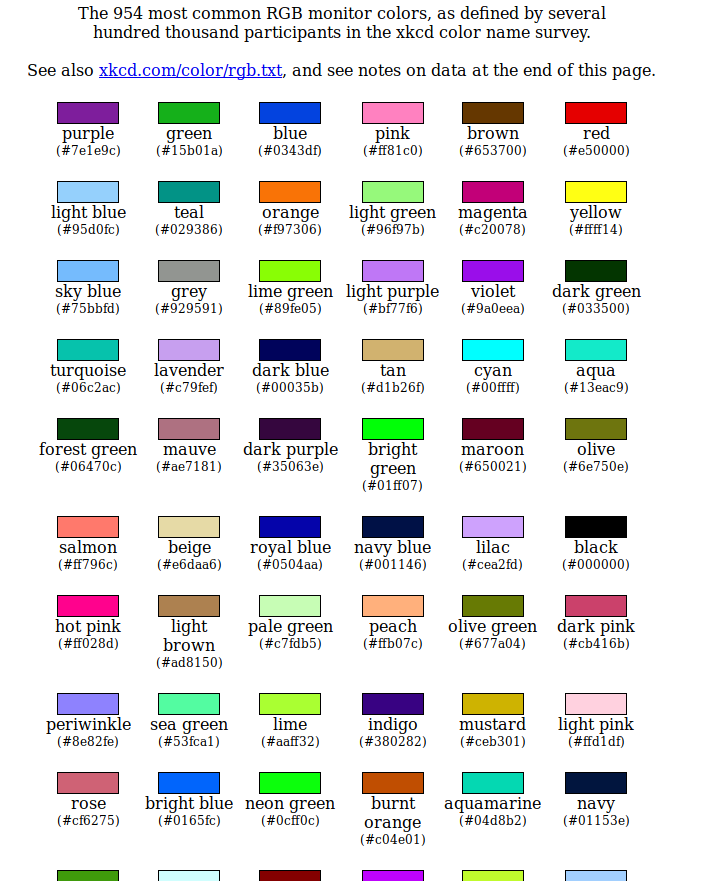 The 954 most common RGB monitor colors, as defined by several
hundred thousand participants in the xkcd color name survey.
See also xkcd.com/color/rgb.txt, and see notes on data at the end of this page.
purple green blue pink brown red
(#7e1e9c) (#15b01a) (#0343df) (#ff81c0) (#653700) (#e50000)
light blue teal orange light green magenta yellow
(#95d0fc) (#029386) (#f97306) (#96f97b) (#c20078) (#ffff14)
sky blue grey lime green light purple violet dark green
(#75bbfd) (#929591) (#89fe05) (#bf77f6) (#9a0eea) (#033500)
turquoise lavender dark blue tan cyan aqua
(#06c2ac) (#c79fef) (#00035b) (#d1b26f) (#00ffff) (#13eac9)
forest green mauve dark purple bright maroon olive
(#06470c) (#ae7181) (#35063e) green (#650021) (#6e750e)
(#01ff07)
salmon beige royal blue navy blue lilac black
(#ff796c) (#e6daa6) (#0504aa) (#001146) (#cea2fd) (#000000)
hot pink light pale green peach olive green dark pink
(#ff028d) brown (#c7fdb5) (#ffb07c) (#677a04) (#cb416b)
(#ad8150)
periwinkle sea green lime indigo mustard light pink
(#8e82fe) (#53fca1) (#aaff32) (#380282) (#ceb301) (#ffd1df)
rose bright blue neon green burnt aquamarine navy
(#cf6275) (#0165fc) (#0cff0c) orange (#04d8b2) (#01153e)
(#c04e01)